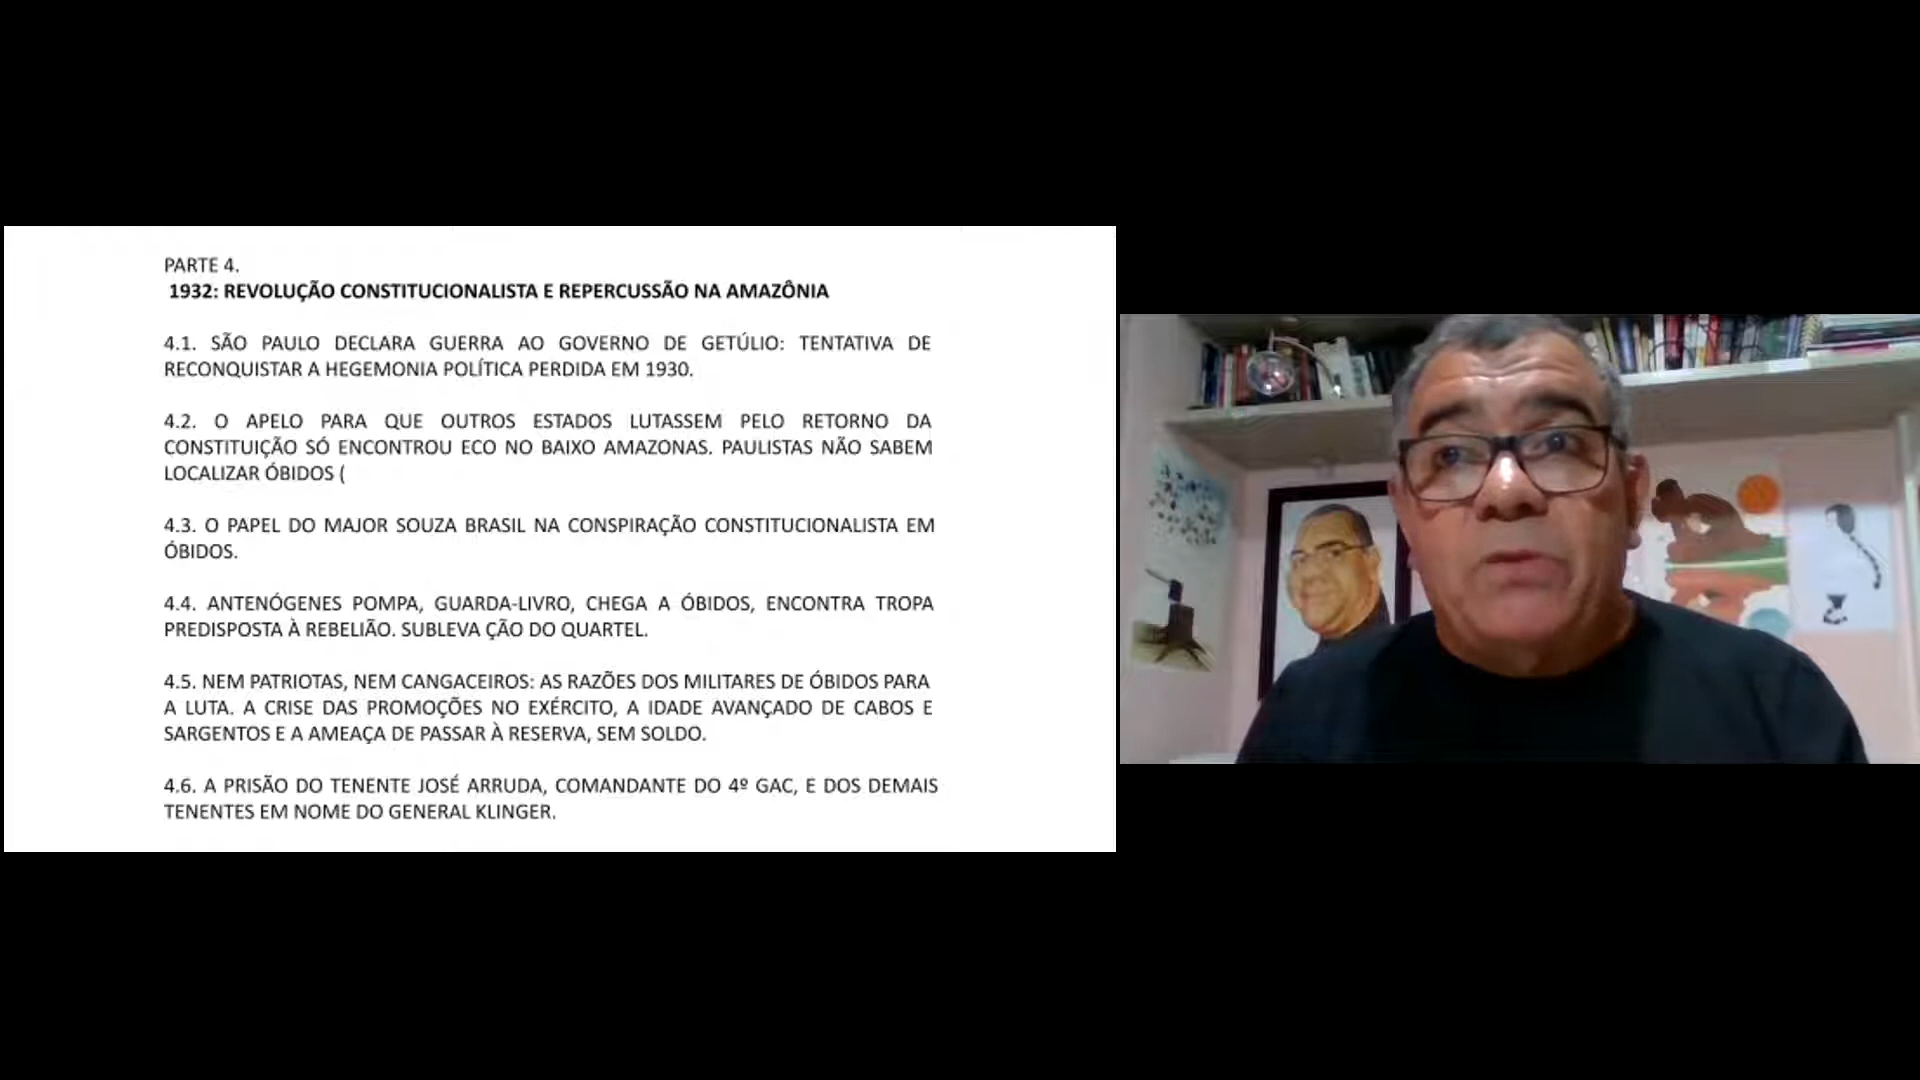 PARTE 4.
1932: REVOLUÇÃO CONSTITUCIONALISTA E REPERCUSSÃO NA AMAZÔNIA
4.1. SÃO PAULO DECLARA GUERRA AO GOVERNO DE GETÚLIO: TENTATIVA DE
RECONQUISTAR A HEGEMONIA POLÍTICA PERDIDA EM 1930.
4.2. O APELO PARA QUE OUTROS ESTADOS LUTASSEM PELO RETORNO DA
CONSTITUIÇÃO SÓ ENCONTROU ECO NO BAIXO AMAZONAS. PAULISTAS NÃO SABEM
LOCALIZAR ÓBIDOS (
4.3. O PAPEL DO MAJOR SOUZA BRASIL NA CONSPIRAÇÃO CONSTITUCIONALISTA EM
ÓBIDOS.
4.4. ANTENÓGENES POMPA, GUARDA-LIVRO, CHEGA A ÓBIDOS, ENCONTRA TROPA
PREDISPOSTA À REBELIÃO. SUBLEVA ÇÃO DO QUARTEL.
4.5. NEM PATRIOTAS, NEM CANGACEIROS: AS RAZÕES DOS MILITARES DE ÓBIDOS PARA
A LUTA. A CRISE DAS PROMOÇÕES NO EXÉRCITO, A IDADE AVANÇADO DE CABOS E
SARGENTOS E A AMEAÇA DE PASSAR À RESERVA, SEM SOLDO.
4.6. A PRISÃO DO TENENTE JOSÉ ARRUDA, COMANDANTE DO 4º GAC, E DOS DEMAIS
TENENTES EM NOME DO GENERAL KLINGER.